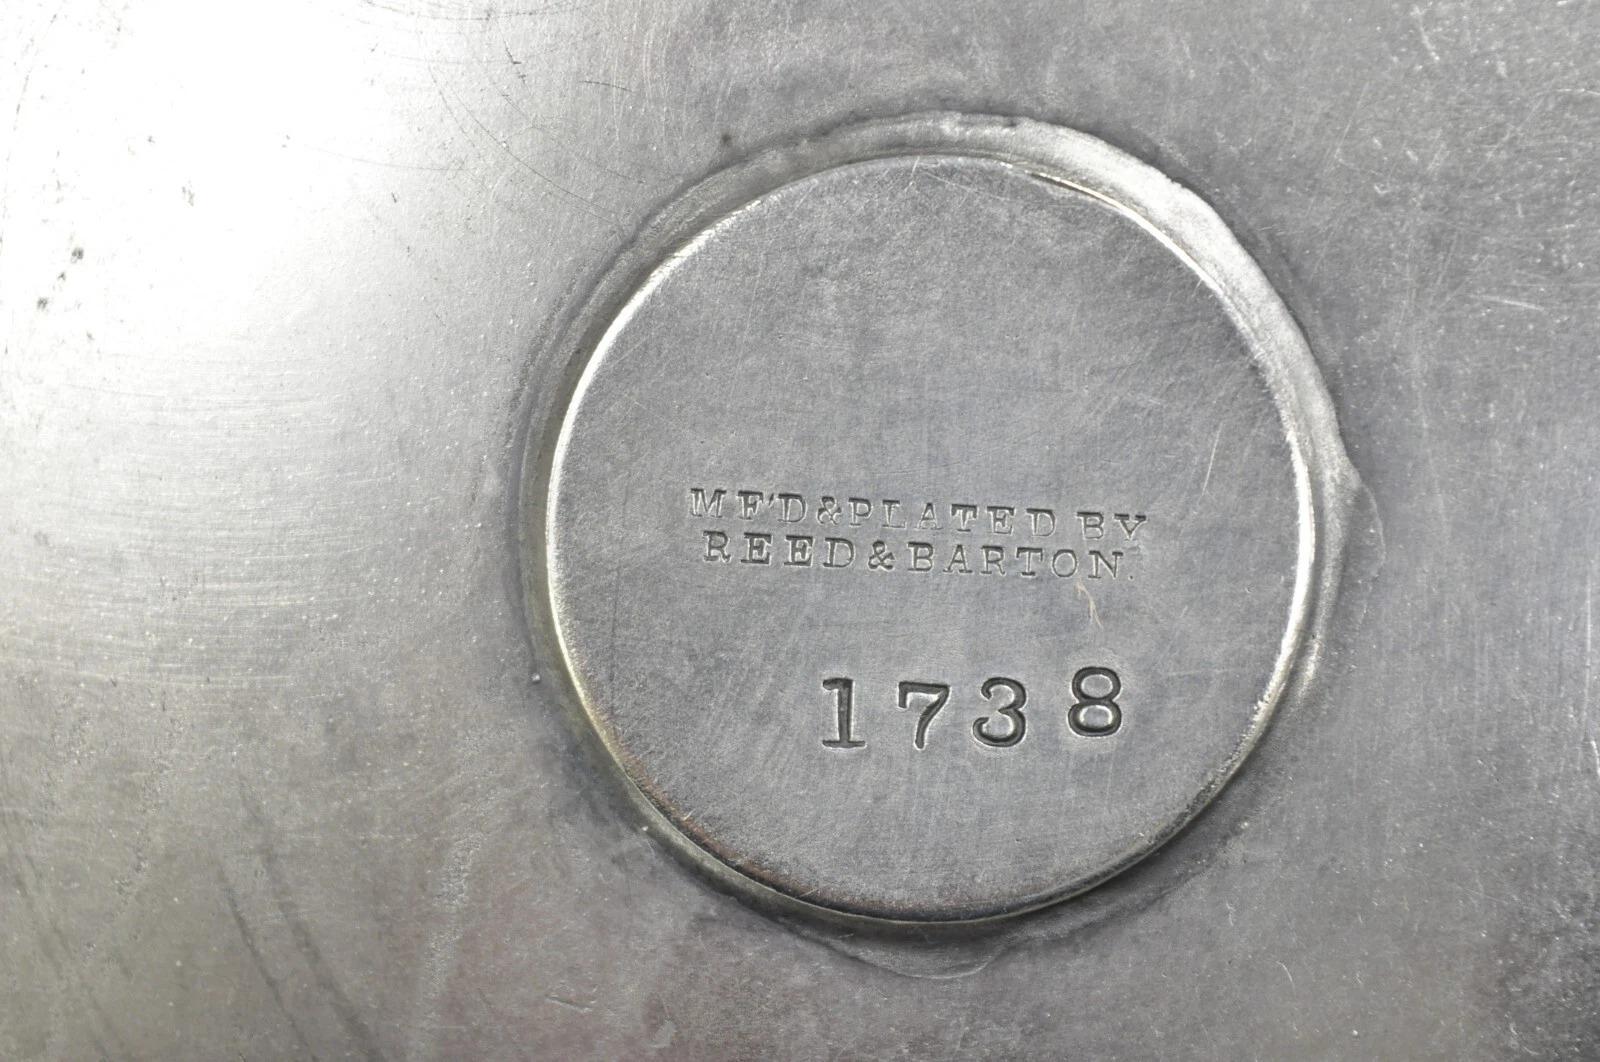 MF'D & PLATED BY
REED & BARTON.
1738